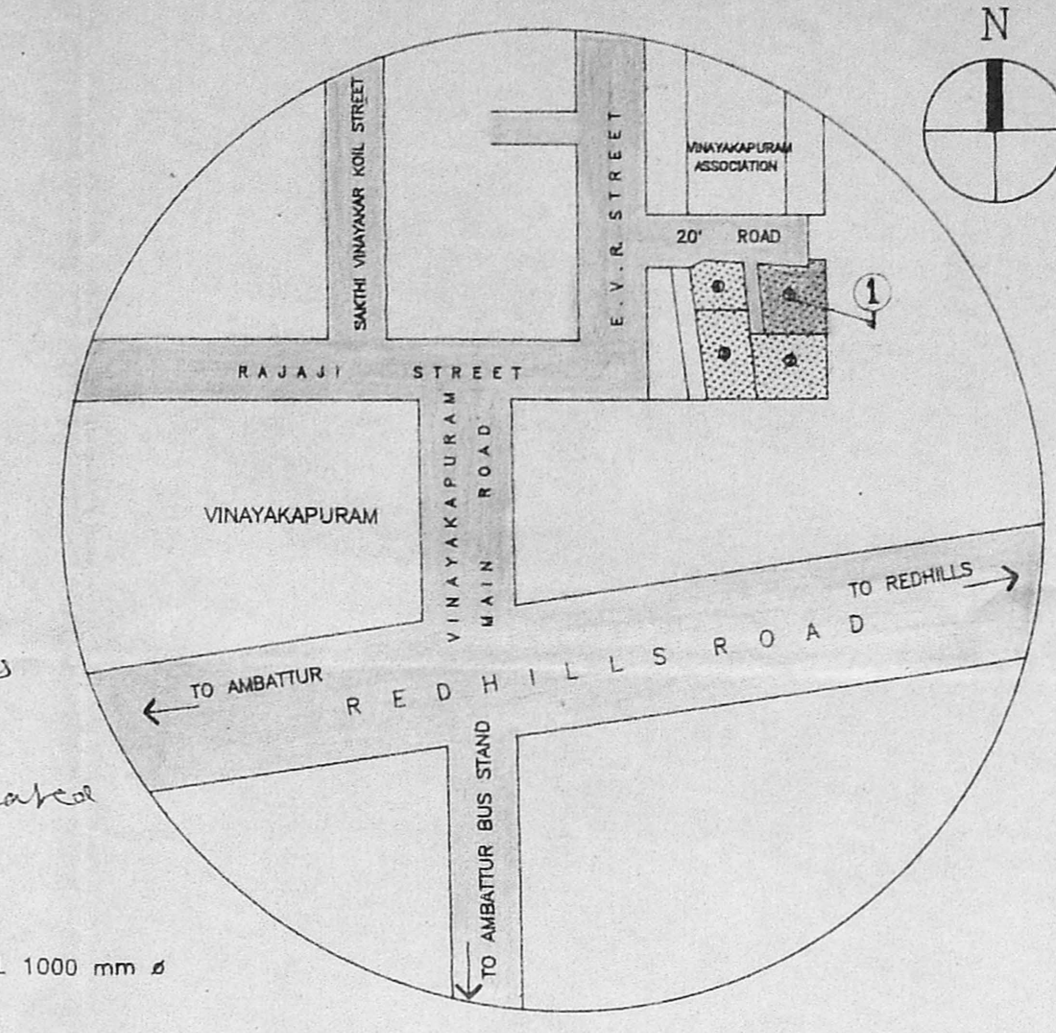 N
SAKTHI VINAYAKAR KOIL STREET
E.V.R. STREET
VINAYAKAPURAM
ASSOCIATION
20' ROAD
1
RAJAJI STREET
VINAYAKAPURAM
MAIN ROAD
VINAYAKAPURAM
TO REDHILLS
TO AMBATTUR
REDHILLS ROAD
TO AMBATTUR BUS STAND
1000 mm ø